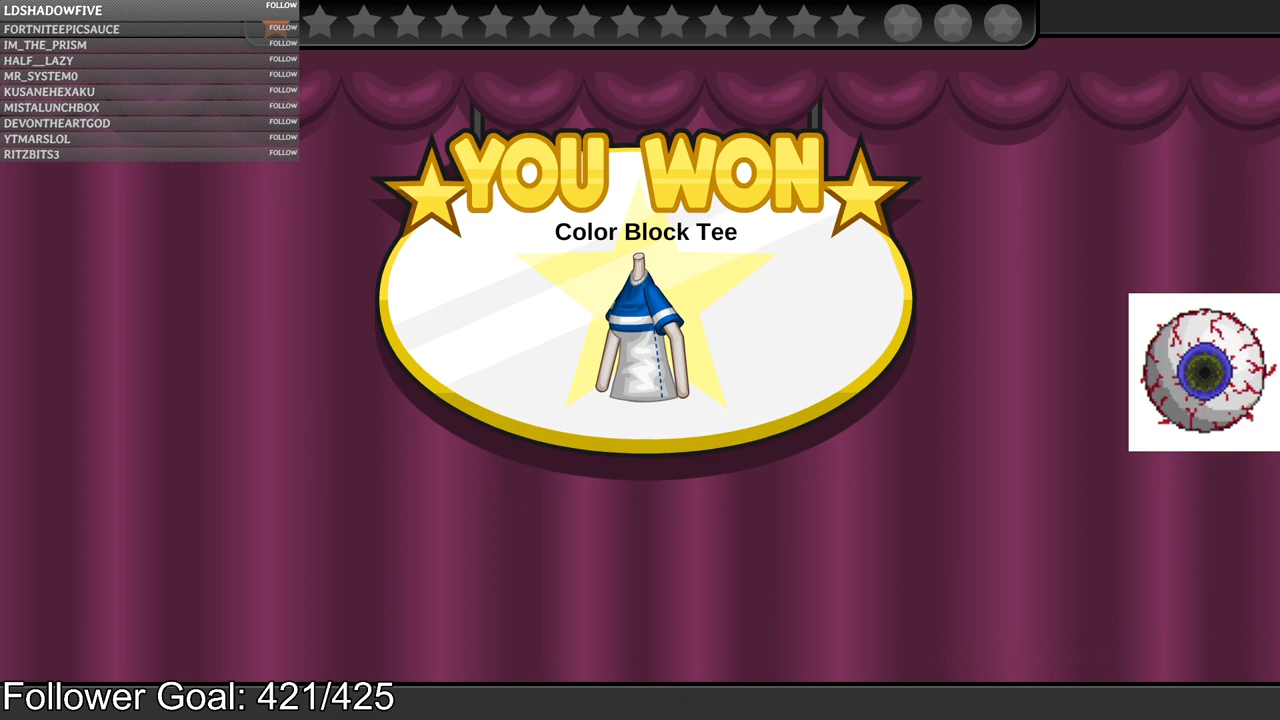 LDSHADOWFIVE FOLLOW
FORTNITEEPICSAUCE FOLLOW
IM_THE_PRISM FOLLOW
HALF__LAZY FOLLOW
MR_SYSTEM0 FOLLOW
KUSANEHEXAKU FOLLOW
MISTALUNCHBOX FOLLOW
DEVONTHEARTGOD FOLLOW
YTMARSLOL FOLLOW
RITZBITS3 FOLLOW
YOU WON
Color Block Tee
Follower Goal: 421/425